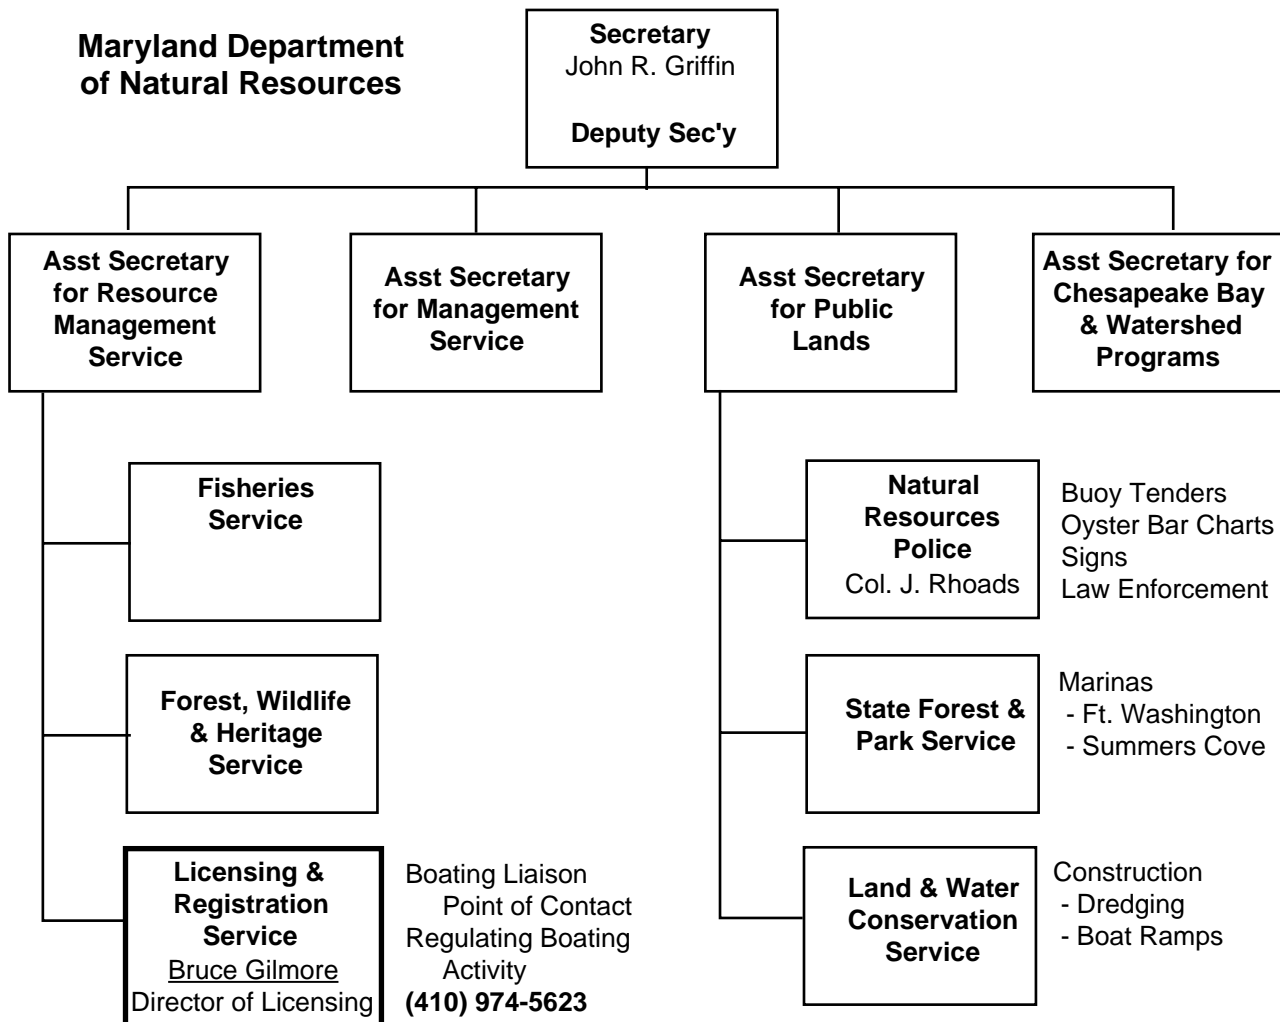 Maryland Department
of Natural Resources
Secretary
John R. Griffin
Deputy Sec'y
Asst Secretary
for Resource
Management
Service
Asst Secretary
for Management
Service
Asst Secretary
for Public
Lands
Asst Secretary for
Chesapeake Bay
& Watershed
Programs
Fisheries
Service
Natural
Resources
Police
Col. J. Rhoads
Buoy Tenders
Oyster Bar Charts
Signs
Law Enforcement
Forest, Wildlife
& Heritage
Service
State Forest &
Park Service
Marinas
- Ft. Washington
- Summers Cove
Licensing &
Registration
Service
Bruce Gilmore
Director of Licensing
Boating Liaison
Point of Contact
Regulating Boating
Activity
(410) 974-5623
Land & Water
Conservation
Service
Construction
- Dredging
- Boat Ramps